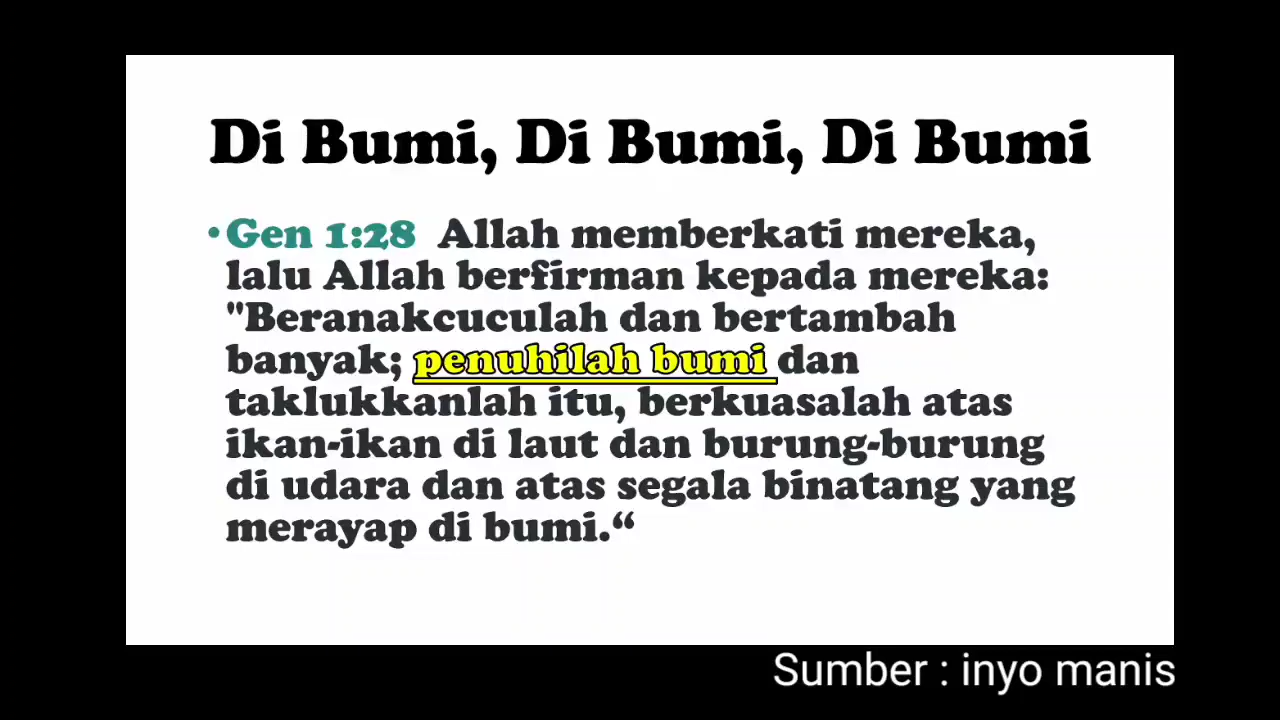 Di Bumi, Di Bumi, Di Bumi
•Gen 1:28 Allah memberkati mereka,
lalu Allah berfirman kepada mereka:
"Beranakcuculah dan bertambah
banyak; penuhilah bumi dan
taklukkanlah itu, berkuasalah atas
ikan-ikan di laut dan burung-burung
di udara dan atas segala binatang yang
merayap di bumi.“
Sumber : inyo manis